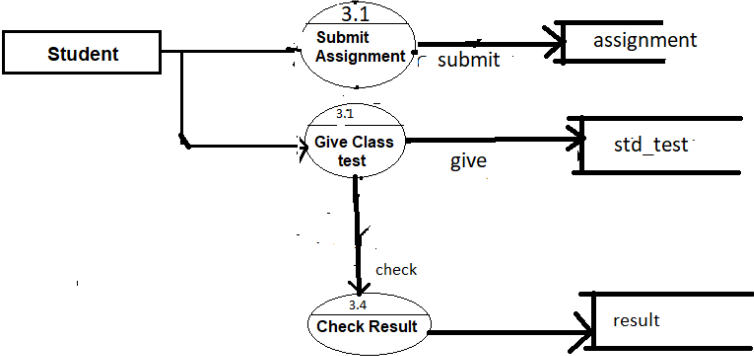 Student
3.1
Submit
Assignment
submit
assignment
3.1
Give Class
test
give
std_test
check
3.4
Check Result
result